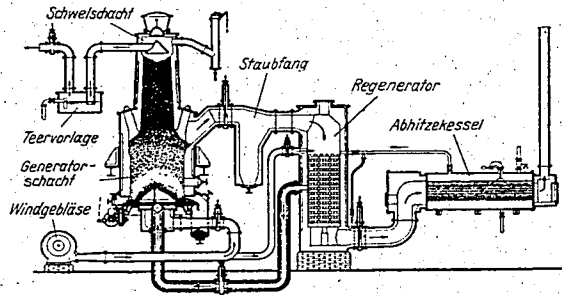 Schwelschacht
Staubfang
Regenerator
Abhitzekessel
Teervorlage
Generator-
schacht
Windgebläse